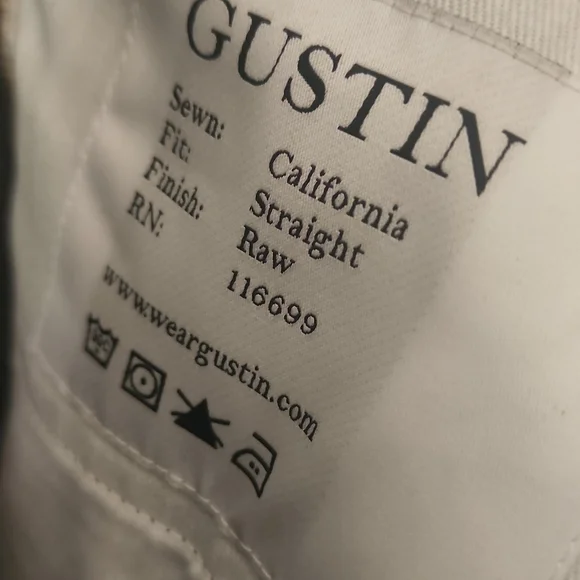 GUSTIN
Sewn: California
Fit: Straight
Finish: Raw
RN: 116699
www.weargustin.com